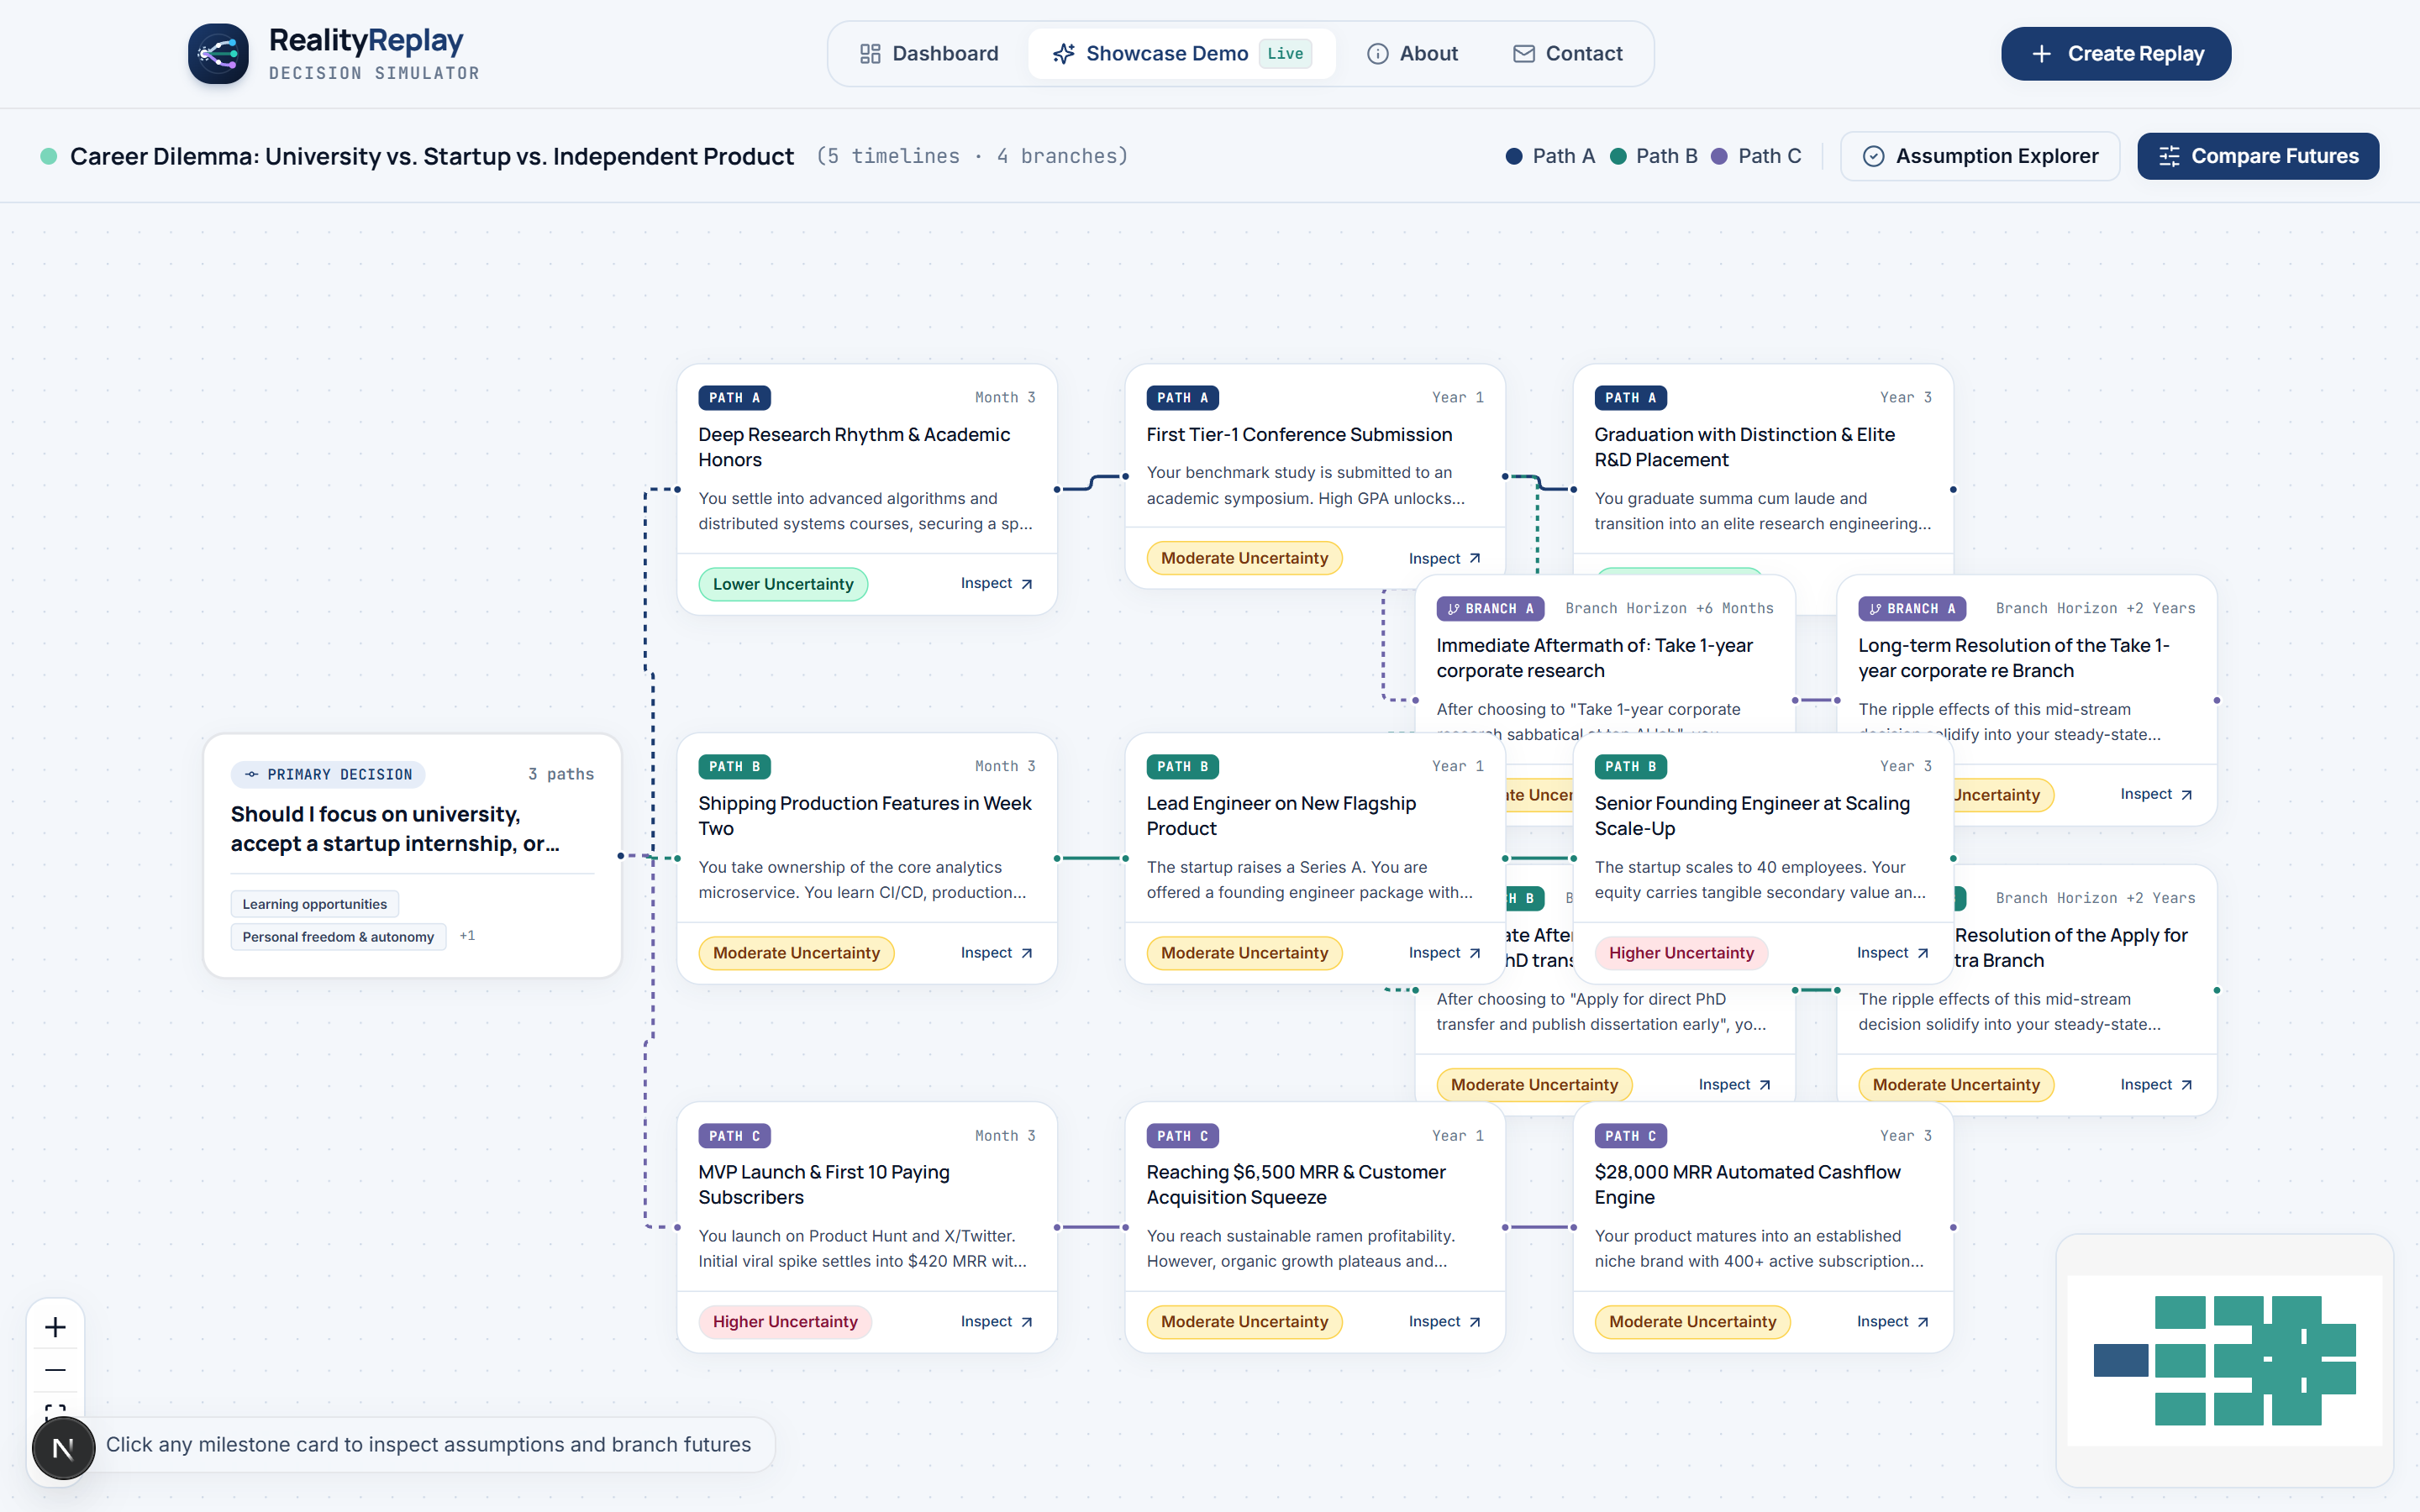 RealityReplay
DECISION SIMULATOR
Dashboard
Showcase Demo Live
About
Contact
Create Replay
Career Dilemma: University vs. Startup vs. Independent Product (5 timelines · 4 branches)
Path A
Path B
Path C
Assumption Explorer
Compare Futures
PATH A Month 3
Deep Research Rhythm & Academic
Honors
You settle into advanced algorithms and
distributed systems courses, securing a sp...
Lower Uncertainty Inspect
PATH A Year 1
First Tier-1 Conference Submission
Your benchmark study is submitted to an
academic symposium. High GPA unlocks...
Moderate Uncertainty Inspect
PATH A Year 3
Graduation with Distinction & Elite
R&D Placement
You graduate summa cum laude and
transition into an elite research engineering...
BRANCH A Branch Horizon +6 Months
Immediate Aftermath of: Take 1-year
corporate research
After choosing to "Take 1-year corporate
BRANCH A Branch Horizon +2 Years
Long-term Resolution of the Take 1-
year corporate re Branch
The ripple effects of this mid-stream
decision solidify into your steady-state...
Uncertainty Inspect
PRIMARY DECISION 3 paths
Should I focus on university,
accept a startup internship, or...
Learning opportunities
Personal freedom & autonomy +1
PATH B Month 3
Shipping Production Features in Week
Two
You take ownership of the core analytics
microservice. You learn CI/CD, production...
Moderate Uncertainty Inspect
PATH B Year 1
Lead Engineer on New Flagship
Product
The startup raises a Series A. You are
offered a founding engineer package with...
Moderate Uncertainty Inspect
PATH B Year 3
Senior Founding Engineer at Scaling
Scale-Up
The startup scales to 40 employees. Your
equity carries tangible secondary value an...
Higher Uncertainty Inspect
After choosing to "Apply for direct PhD
transfer and publish dissertation early", yo...
Moderate Uncertainty Inspect
Branch Horizon +2 Years
Resolution of the Apply for
tra Branch
The ripple effects of this mid-stream
decision solidify into your steady-state...
Moderate Uncertainty Inspect
PATH C Month 3
MVP Launch & First 10 Paying
Subscribers
You launch on Product Hunt and X/Twitter.
Initial viral spike settles into $420 MRR wit...
Higher Uncertainty Inspect
PATH C Year 1
Reaching $6,500 MRR & Customer
Acquisition Squeeze
You reach sustainable ramen profitability.
However, organic growth plateaus and...
Moderate Uncertainty Inspect
PATH C Year 3
$28,000 MRR Automated Cashflow
Engine
Your product matures into an established
niche brand with 400+ active subscription...
Moderate Uncertainty Inspect
N
Click any milestone card to inspect assumptions and branch futures